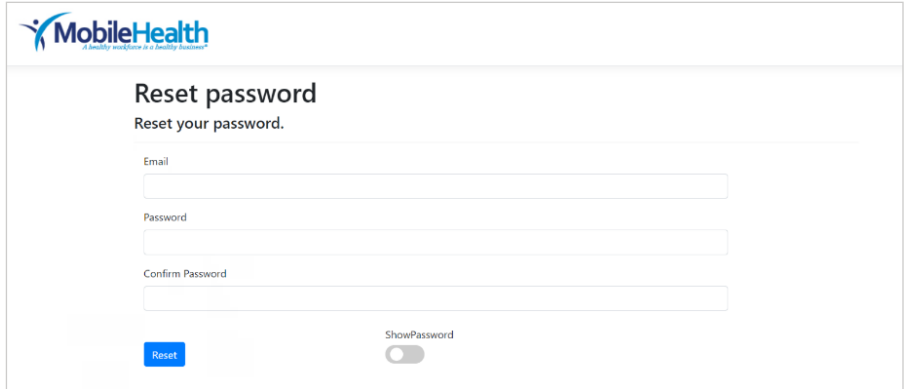 MobileHealth
A healthy workforce is a healthy business®
Reset password
Reset your password.
Email
Password
Confirm Password
ShowPassword
Reset